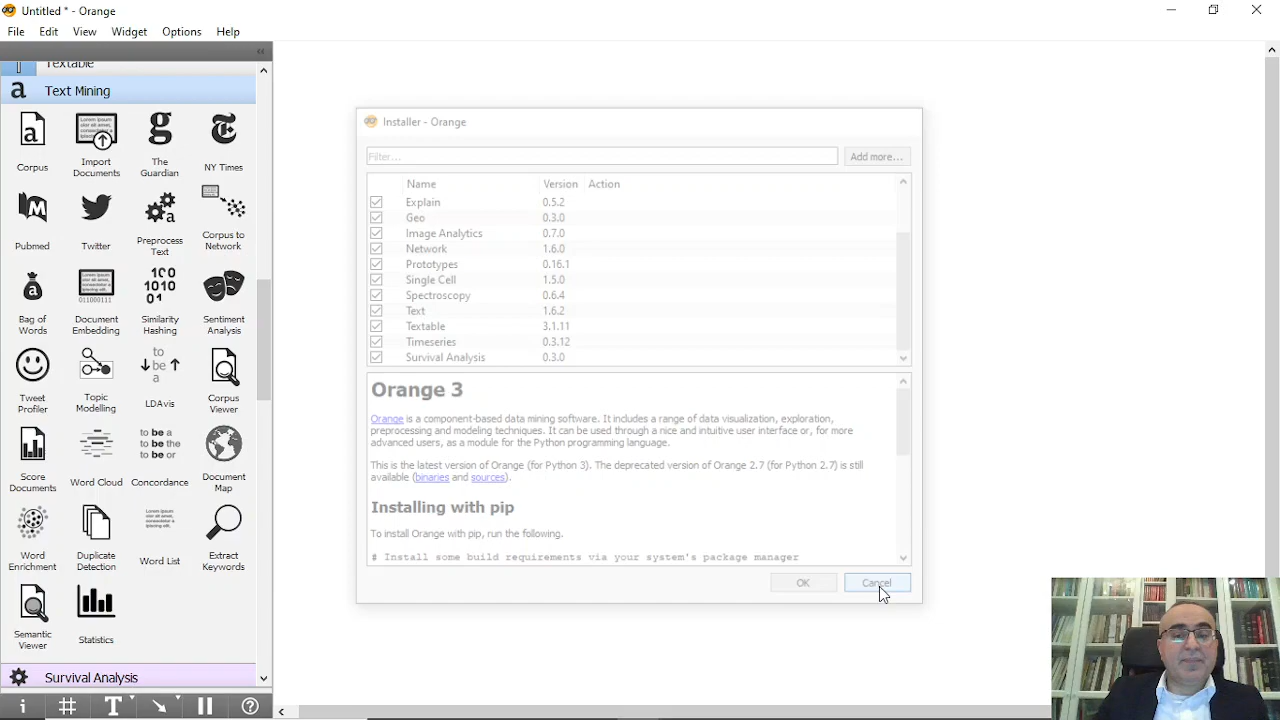 Untitled * - Orange
File Edit View Widget Options Help
Textable
a Text Mining
Corpus
Import Documents
The Guardian
NY Times
Pubmed
Twitter
Preprocess Text
Corpus to Network
Bag of Words
Document Embedding
Similarity Hashing
Sentiment Analysis
Tweet Profiler
Topic Modelling
LDAvis
Corpus Viewer
Score Documents
Word Cloud
Concordance
Document Map
Word Enrichment
Duplicate Detection
Word List
Extract Keywords
Semantic Viewer
Statistics
Survival Analysis
Installer - Orange
Filter...
Add more...
Name Version Action
Explain 0.5.2
Geo 0.3.0
Image Analytics 0.7.0
Network 1.6.0
Prototypes 0.16.1
Single Cell 1.5.0
Spectroscopy 0.6.4
Text 1.6.2
Textable 3.1.11
Timeseries 0.3.12
Survival Analysis 0.3.0
Orange 3
Orange is a component-based data mining software. It includes a range of data visualization, exploration,
preprocessing and modeling techniques. It can be used through a nice and intuitive user interface or, for more
advanced users, as a module for the Python programming language.
This is the latest version of Orange (for Python 3). The deprecated version of Orange 2.7 (for Python 2.7) is still
available (binaries and sources).
Installing with pip
To install Orange with pip, run the following.
# Install some build requirements via your system's package manager
OK Cancel